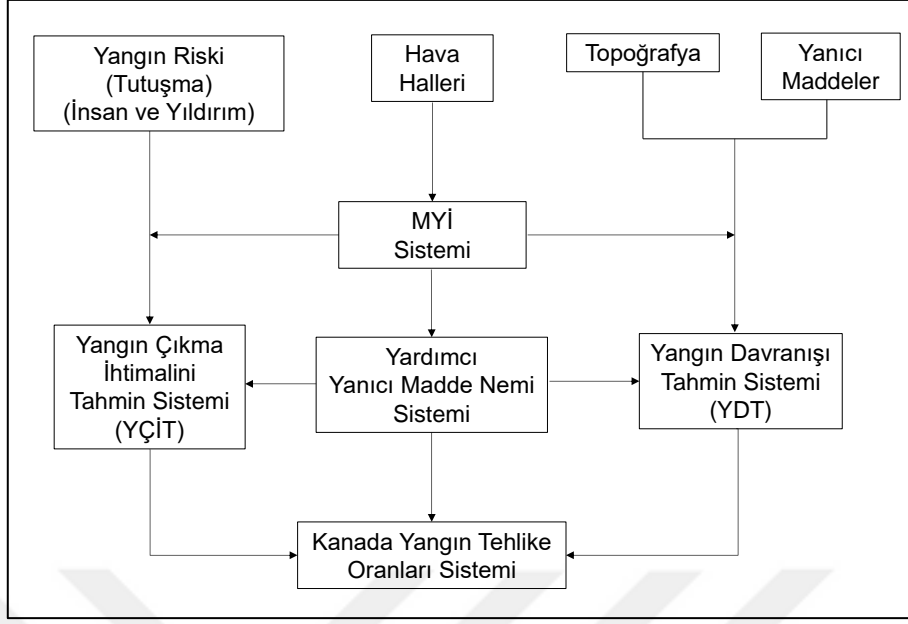 Yangın Riski
(Tutuşma)
(İnsan ve Yıldırım)
Hava
Halleri
Topoğrafya
Yanıcı
Maddeler
MYİ
Sistemi
Yangın Çıkma
İhtimalini
Tahmin Sistemi
(YÇİT)
Yardımcı
Yanıcı Madde Nemi
Sistemi
Yangın Davranışı
Tahmin Sistemi
(YDT)
Kanada Yangın Tehlike
Oranları Sistemi